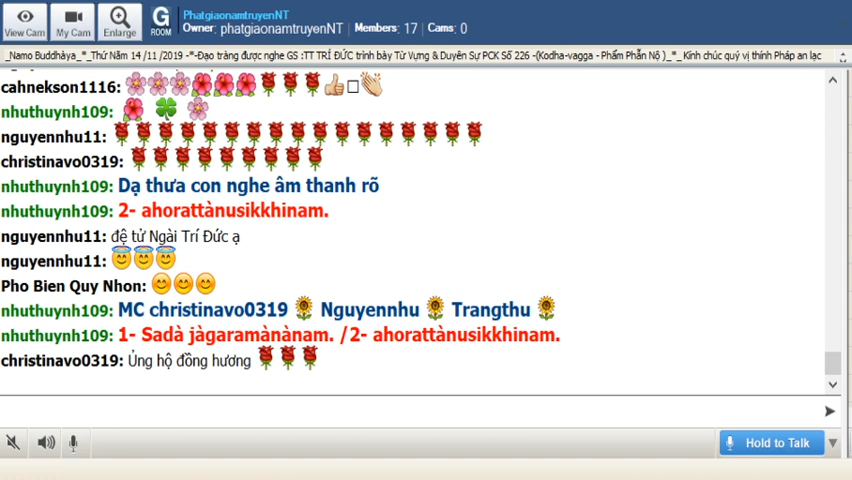 View Cam
My Cam
Enlarge
G
ROOM
PhatgiaonamtruyenNT
Owner: phatgiaonamtruyenNT | Members: 17 | Cams: 0
_Namo Buddhàya_*_Thứ Năm 14 /11 /2019 -*-Đạo tràng được nghe GS :TT TRÍ ĐỨC trình bày Từ Vựng & Duyên Sự PCK Số 226 -(Kodha-vagga - Phẩm Phẫn Nộ )_*_ Kính chúc quý vị thính Pháp an lạc
cahnekson1116:
nhuthuynh109:
nguyennhu11:
christinavo0319:
nhuthuynh109: Dạ thưa con nghe âm thanh rõ
nhuthuynh109: 2- ahorattànusikkhinam.
nguyennhu11: đệ tử Ngài Trí Đức ạ
nguyennhu11:
Pho Bien Quy Nhon:
nhuthuynh109: MC christinavo0319 Nguyennhu Trangthu
nhuthuynh109: 1- Sadà jàgaramànànam. /2- ahorattànusikkhinam.
christinavo0319: Ủng hộ đồng hương
Hold to Talk